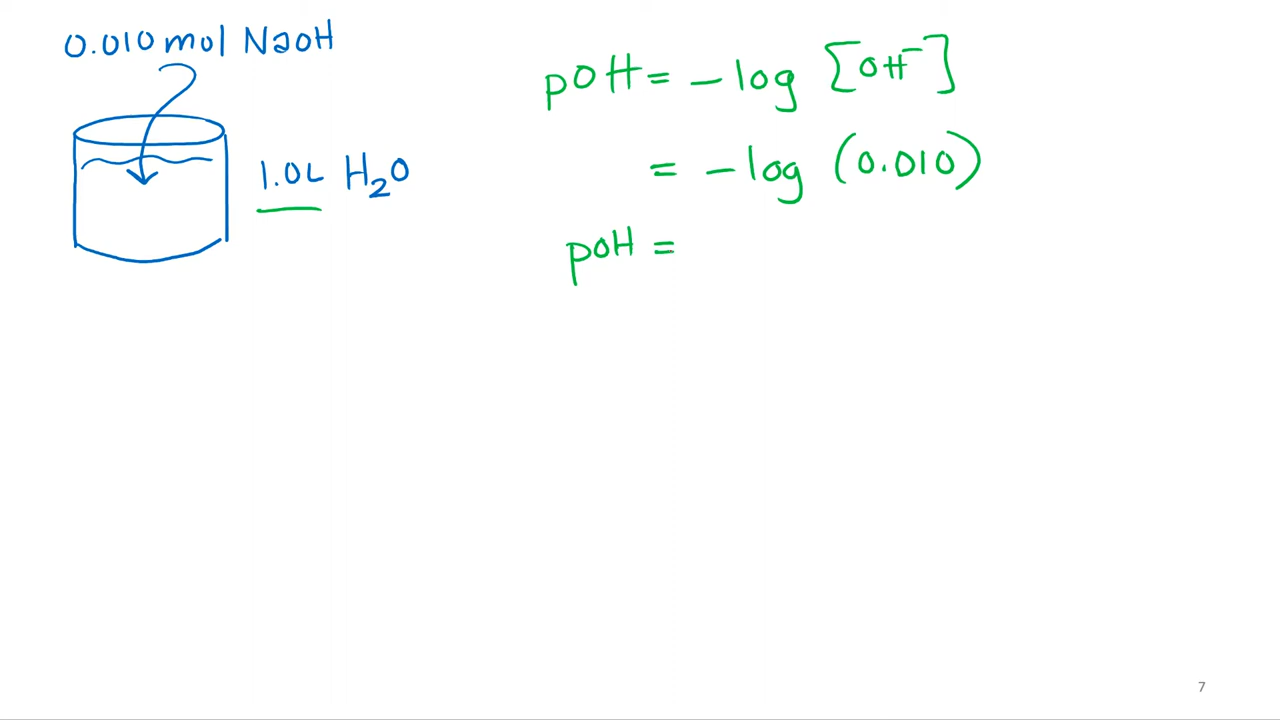 0.010 mol NaOH
1.0L H₂O
pOH = -log [OH⁻]
= -log (0.010)
pOH =
7